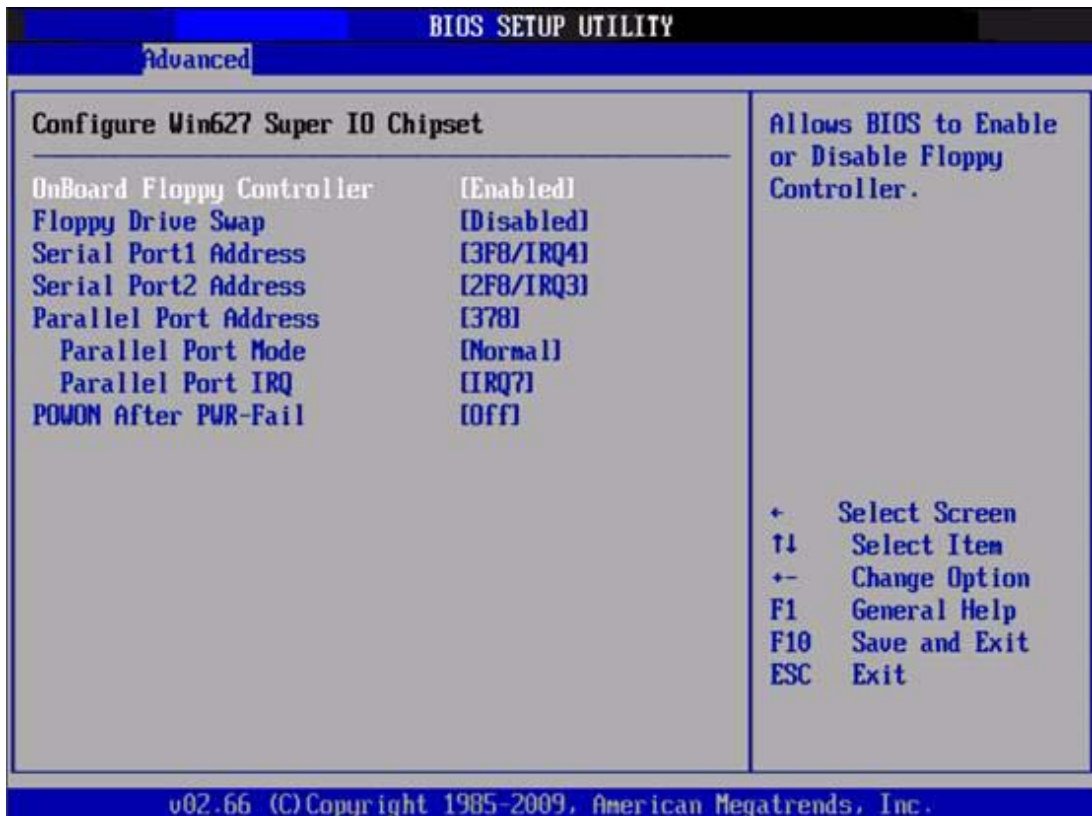 BIOS SETUP UTILITY
Advanced
Configure Win627 Super IO Chipset
OnBoard Floppy Controller [Enabled]
Floppy Drive Swap [Disabled]
Serial Port1 Address [3F8/IRQ4]
Serial Port2 Address [2F8/IRQ3]
Parallel Port Address [378]
Parallel Port Mode [Normal]
Parallel Port IRQ [IRQ7]
POWON After PWR-Fail [Off]
Allows BIOS to Enable
or Disable Floppy
Controller.
← Select Screen
↑↓ Select Item
+- Change Option
F1 General Help
F10 Save and Exit
ESC Exit
v02.66 (C)Copyright 1985-2009, American Megatrends, Inc.